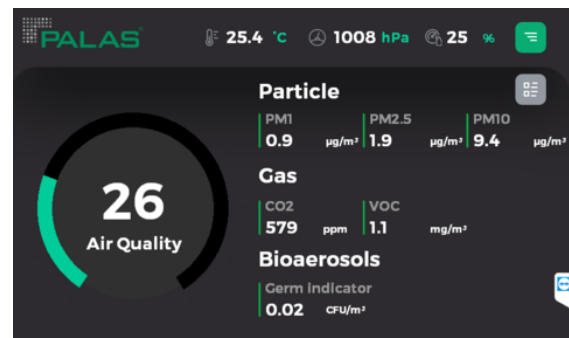 PALAS 25.4 °C 1008 hPa 25 %
Particle
PM1 PM2.5 PM10
0.9 µg/m³ 1.9 µg/m³ 9.4 µg/m³
Gas
CO2 VOC
579 ppm 1.1 mg/m³
26
Air Quality
Bioaerosols
Germ indicator
0.02 CFU/m³